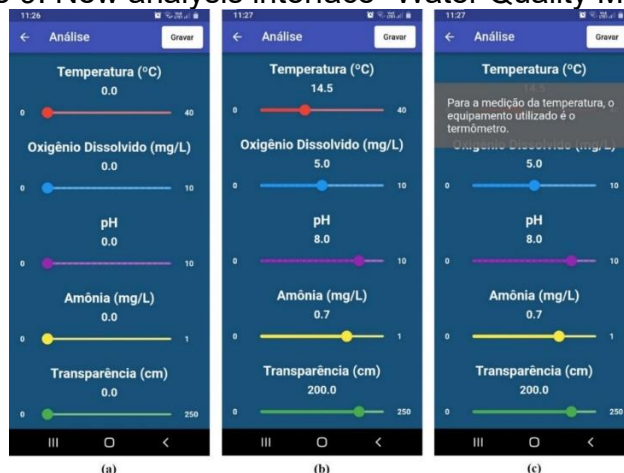 New analysis interface
Water Quality M
11:26
Análise
Gravar
Temperatura (°C)
0.0
0
40
Oxigênio Dissolvido (mg/L)
0.0
0
10
pH
0.0
0
10
Amônia (mg/L)
0.0
0
1
Transparência (cm)
0.0
0
250
(a)
11:27
Análise
Gravar
Temperatura (°C)
14.5
0
40
Oxigênio Dissolvido (mg/L)
5.0
0
10
pH
8.0
0
10
Amônia (mg/L)
0.7
0
1
Transparência (cm)
200.0
0
250
(b)
11:27
Análise
Gravar
Temperatura (°C)
14.5
Para a medição da temperatura, o
equipamento utilizado é o
termômetro.
Oxigênio Dissolvido (mg/L)
5.0
0
10
pH
8.0
0
10
Amônia (mg/L)
0.7
0
1
Transparência (cm)
200.0
0
250
(c)